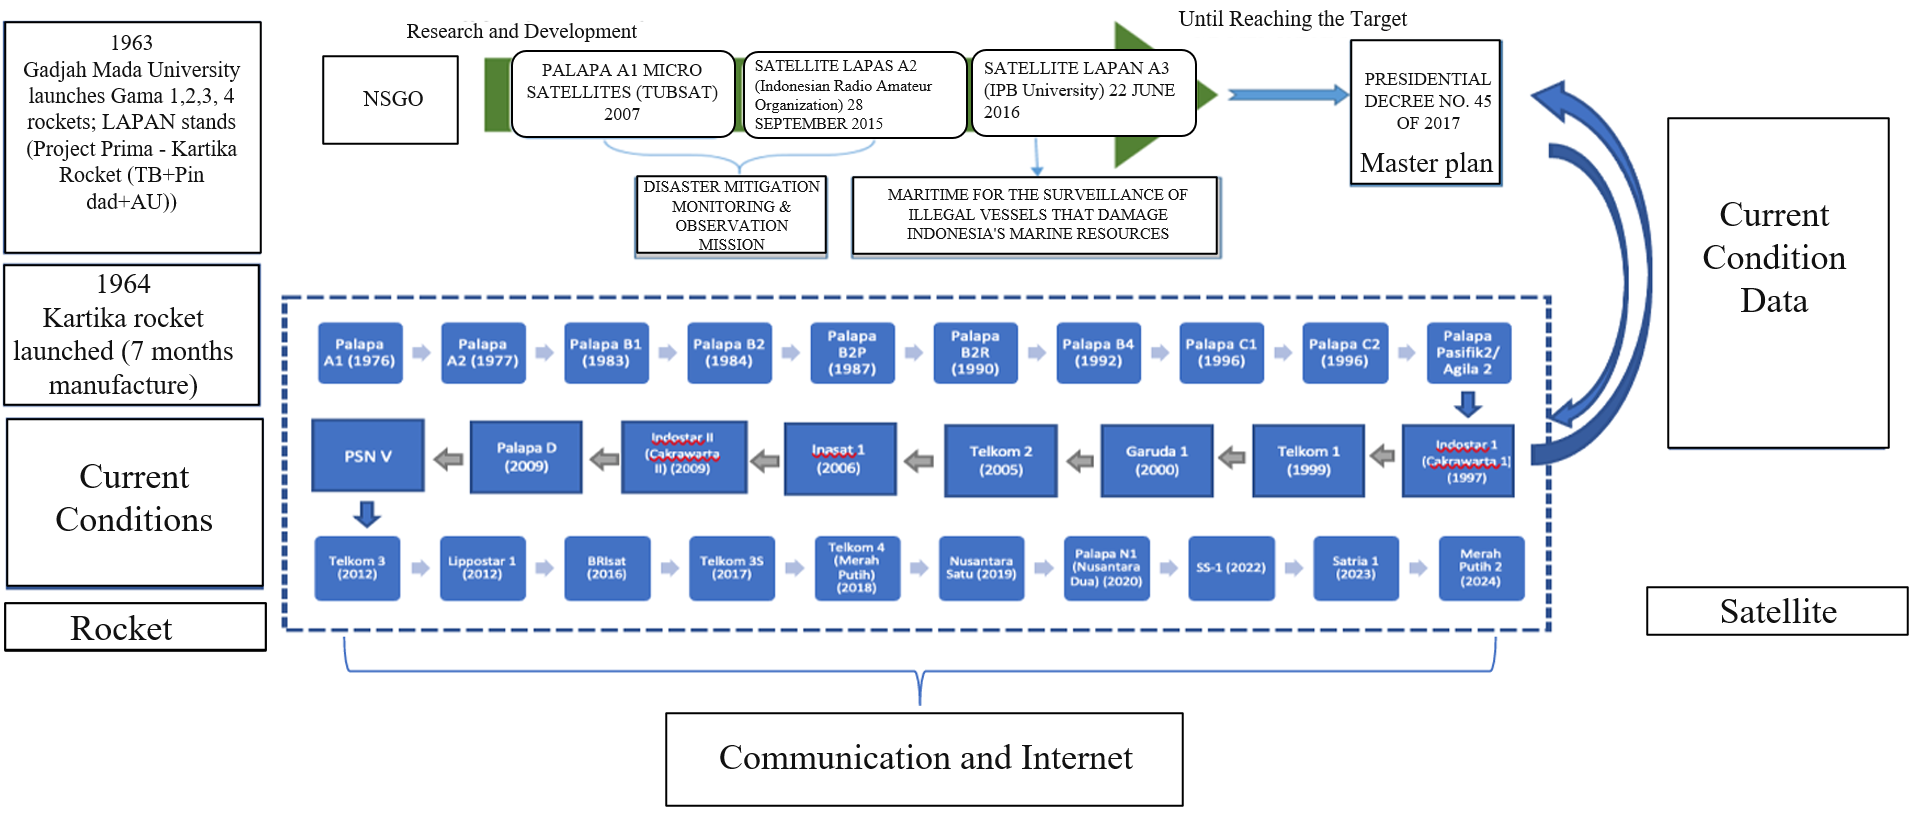 1963
Gadjah Mada University
launches Gama 1,2,3, 4
rockets; LAPAN stands
(Project Prima - Kartika
Rocket (TB+Pin
dad+AU))
1964
Kartika rocket
launched (7 months
manufacture)
Current
Conditions
Rocket
Research and Development
Until Reaching the Target
NSGO
PALAPA A1 MICRO
SATELLITES (TUBSAT)
2007
SATELLITE LAPAS A2
(Indonesian Radio Amateur
Organization) 28
SEPTEMBER 2015
SATELLITE LAPAN A3
(IPB University) 22 JUNE
2016
PRESIDENTIAL
DECREE NO. 45
OF 2017
Master plan
DISASTER MITIGATION
MONITORING &
OBSERVATION
MISSION
MARITIME FOR THE SURVEILLANCE OF
ILLEGAL VESSELS THAT DAMAGE
INDONESIA'S MARINE RESOURCES
Current
Condition
Data
Palapa
A1 (1976)
Palapa
A2 (1977)
Palapa B1
(1983)
Palapa B2
(1984)
Palapa
B2P
(1987)
Palapa
B2R
(1990)
Palapa B4
(1992)
Palapa C1
(1996)
Palapa C2
(1996)
Palapa
Pasifik2/
Agila 2
PSN V
Palapa D
(2009)
Indostar II
(Cakrawarta
II) (2009)
Inasat 1
(2006)
Telkom 2
(2005)
Garuda 1
(2000)
Telkom 1
(1999)
Indostar 1
(Cakrawarta 1)
(1997)
Telkom 3
(2012)
Lippostar 1
(2012)
BRIsat
(2016)
Telkom 3S
(2017)
Telkom 4
(Merah
Putih)
(2018)
Nusantara
Satu (2019)
Palapa N1
(Nusantara
Dua) (2020)
SS-1 (2022)
Satria 1
(2023)
Merah
Putih 2
(2024)
Satellite
Communication and Internet